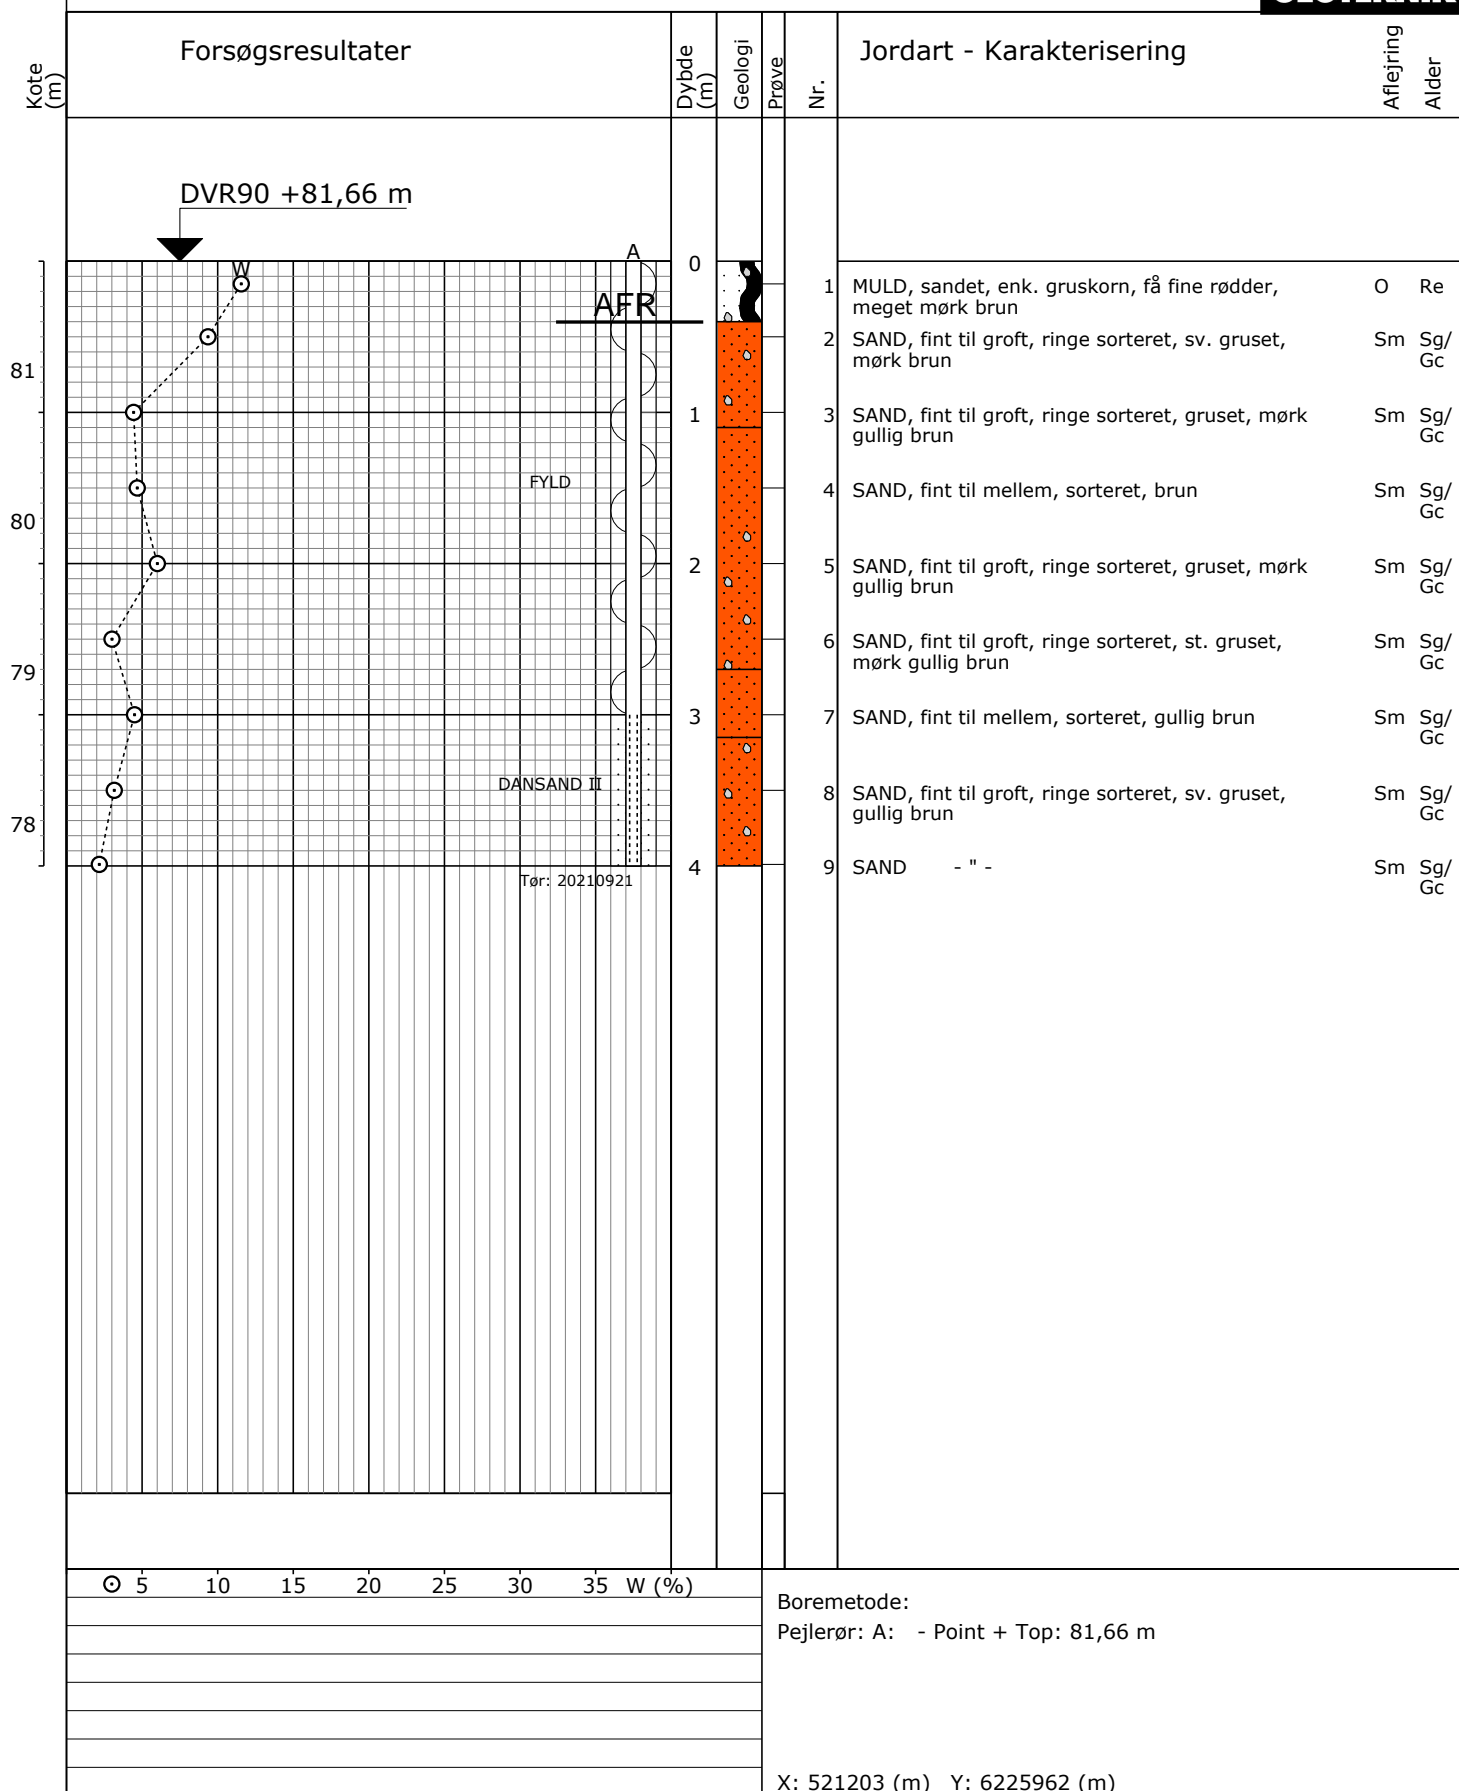 Kote (m)
Forsøgsresultater
Dybde (m)
Geologi
Prøve
Nr.
Jordart - Karakterisering
Aflejring
Alder
DVR90 +81,66 m
A
W
AFR
0
1 MULD, sandet, enk. gruskorn, få fine rødder, O Re
meget mørk brun
2 SAND, fint til groft, ringe sorteret, sv. gruset, Sm Sg/
mørk brun Gc
81
1
3 SAND, fint til groft, ringe sorteret, gruset, mørk Sm Sg/
gullig brun Gc
FYLD
4 SAND, fint til mellem, sorteret, brun Sm Sg/
Gc
80
2
5 SAND, fint til groft, ringe sorteret, gruset, mørk Sm Sg/
gullig brun Gc
6 SAND, fint til groft, ringe sorteret, st. gruset, Sm Sg/
mørk gullig brun Gc
79
3
7 SAND, fint til mellem, sorteret, gullig brun Sm Sg/
Gc
DANSAND II
8 SAND, fint til groft, ringe sorteret, sv. gruset, Sm Sg/
gullig brun Gc
78
4
9 SAND - " - Sm Sg/
Gc
Tør: 20210921
5 10 15 20 25 30 35 W (%)
Boremetode:
Pejlerør: A: - Point + Top: 81,66 m
X: 521203 (m) Y: 6225962 (m)